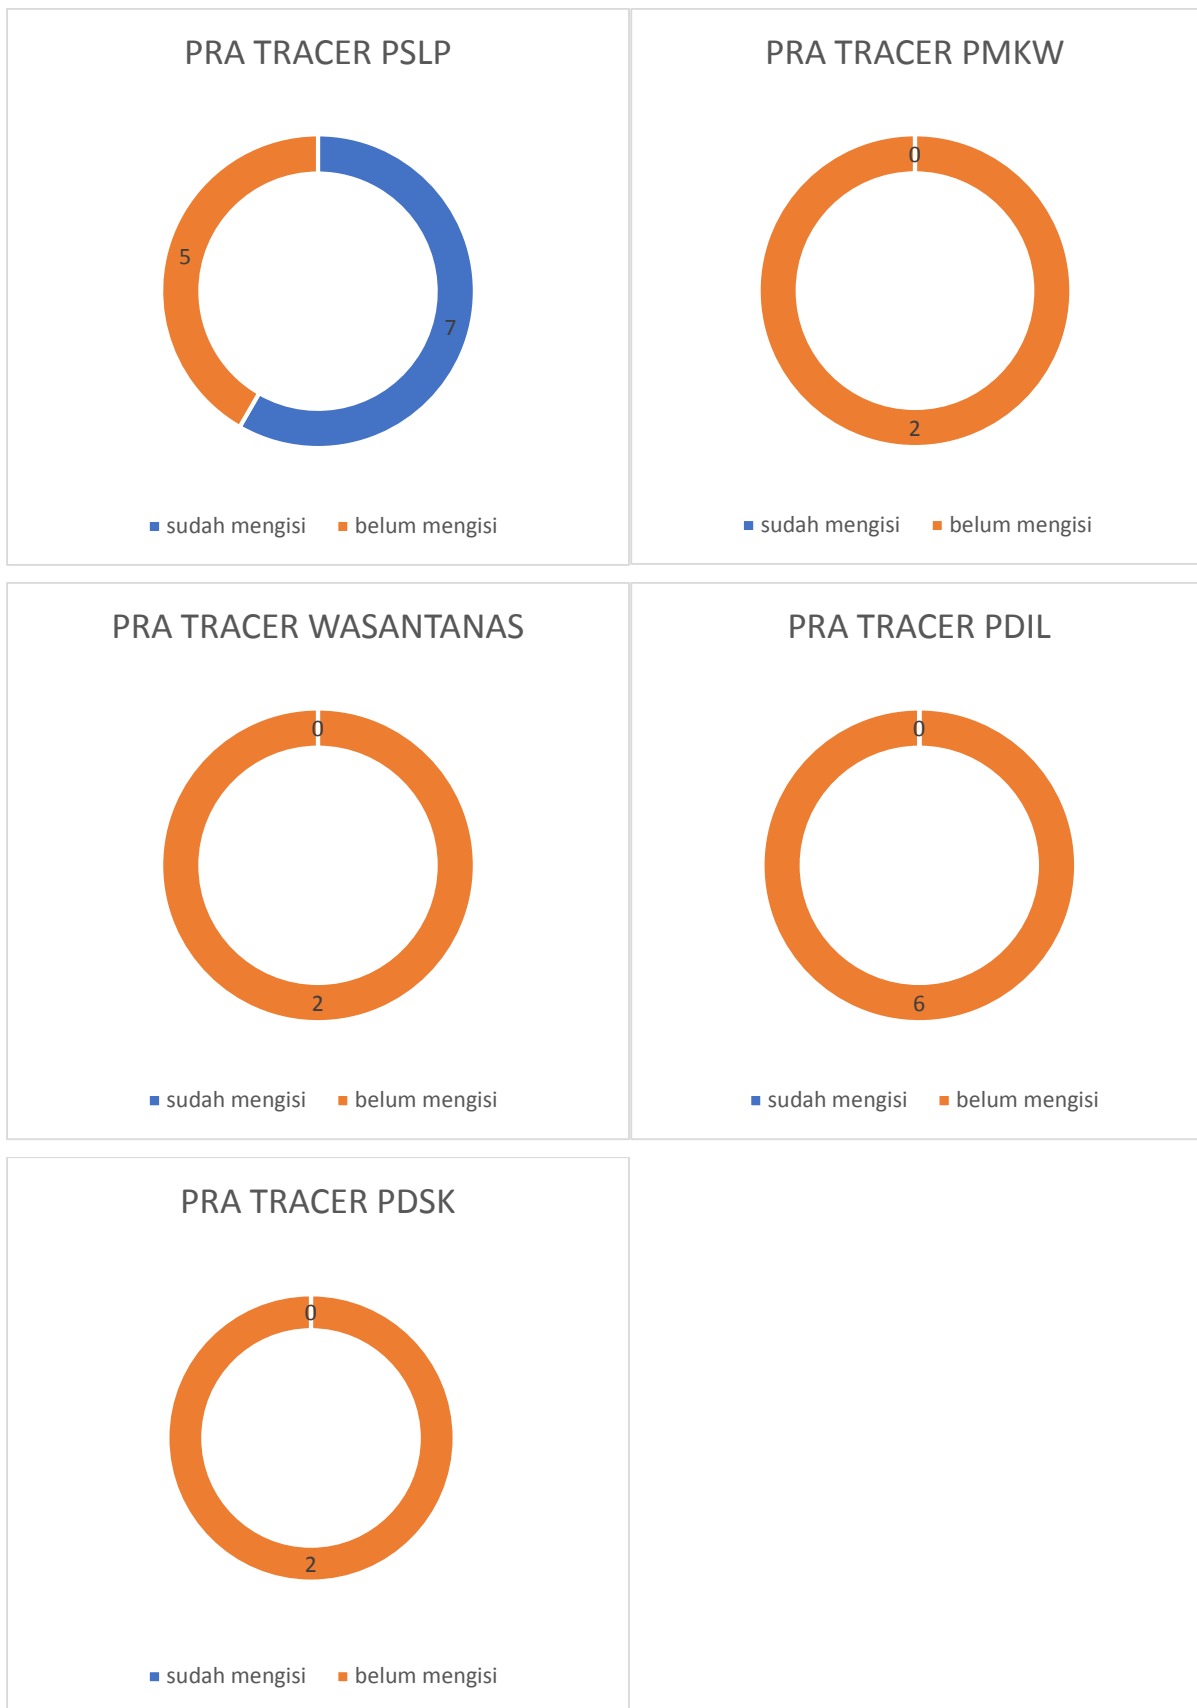 PRA TRACER PSLP
5
7
sudah mengisi belum mengisi
PRA TRACER PMKW
0
2
sudah mengisi belum mengisi
PRA TRACER WASANTANAS
0
2
sudah mengisi belum mengisi
PRA TRACER PDIL
0
6
sudah mengisi belum mengisi
PRA TRACER PDSK
0
2
sudah mengisi belum mengisi